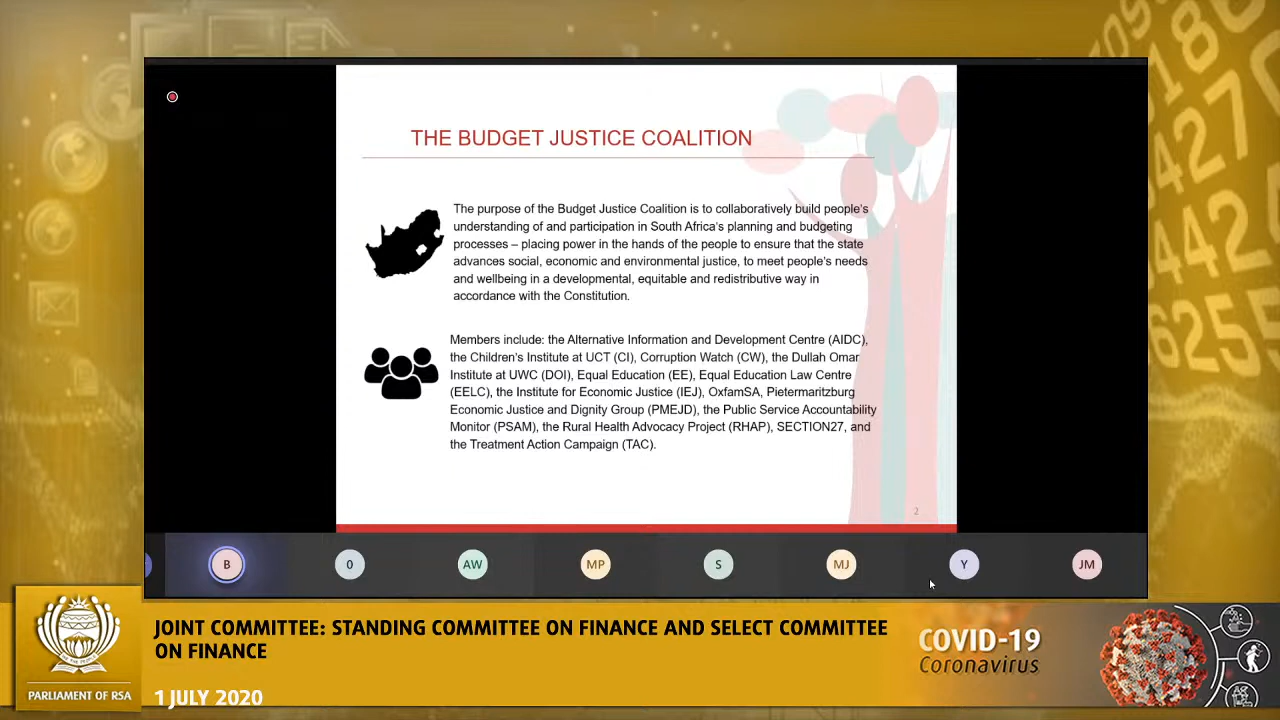 THE BUDGET JUSTICE COALITION
The purpose of the Budget Justice Coalition is to collaboratively build people's
understanding of and participation in South Africa's planning and budgeting
processes – placing power in the hands of the people to ensure that the state
advances social, economic and environmental justice, to meet people's needs
and wellbeing in a developmental, equitable and redistributive way in
accordance with the Constitution.
Members include: the Alternative Information and Development Centre (AIDC),
the Children's Institute at UCT (CI), Corruption Watch (CW), the Dullah Omar
Institute at UWC (DOI), Equal Education (EE), Equal Education Law Centre
(EELC), the Institute for Economic Justice (IEJ), OxfamSA, Pietermaritzburg
Economic Justice and Dignity Group (PMEJD), the Public Service Accountability
Monitor (PSAM), the Rural Health Advocacy Project (RHAP), SECTION27, and
the Treatment Action Campaign (TAC).
2
B 0 AW MP S MJ Y JM
JOINT COMMITTEE: STANDING COMMITTEE ON FINANCE AND SELECT COMMITTEE
ON FINANCE
1 JULY 2020
PARLIAMENT OF RSA
COVID-19
Coronavirus